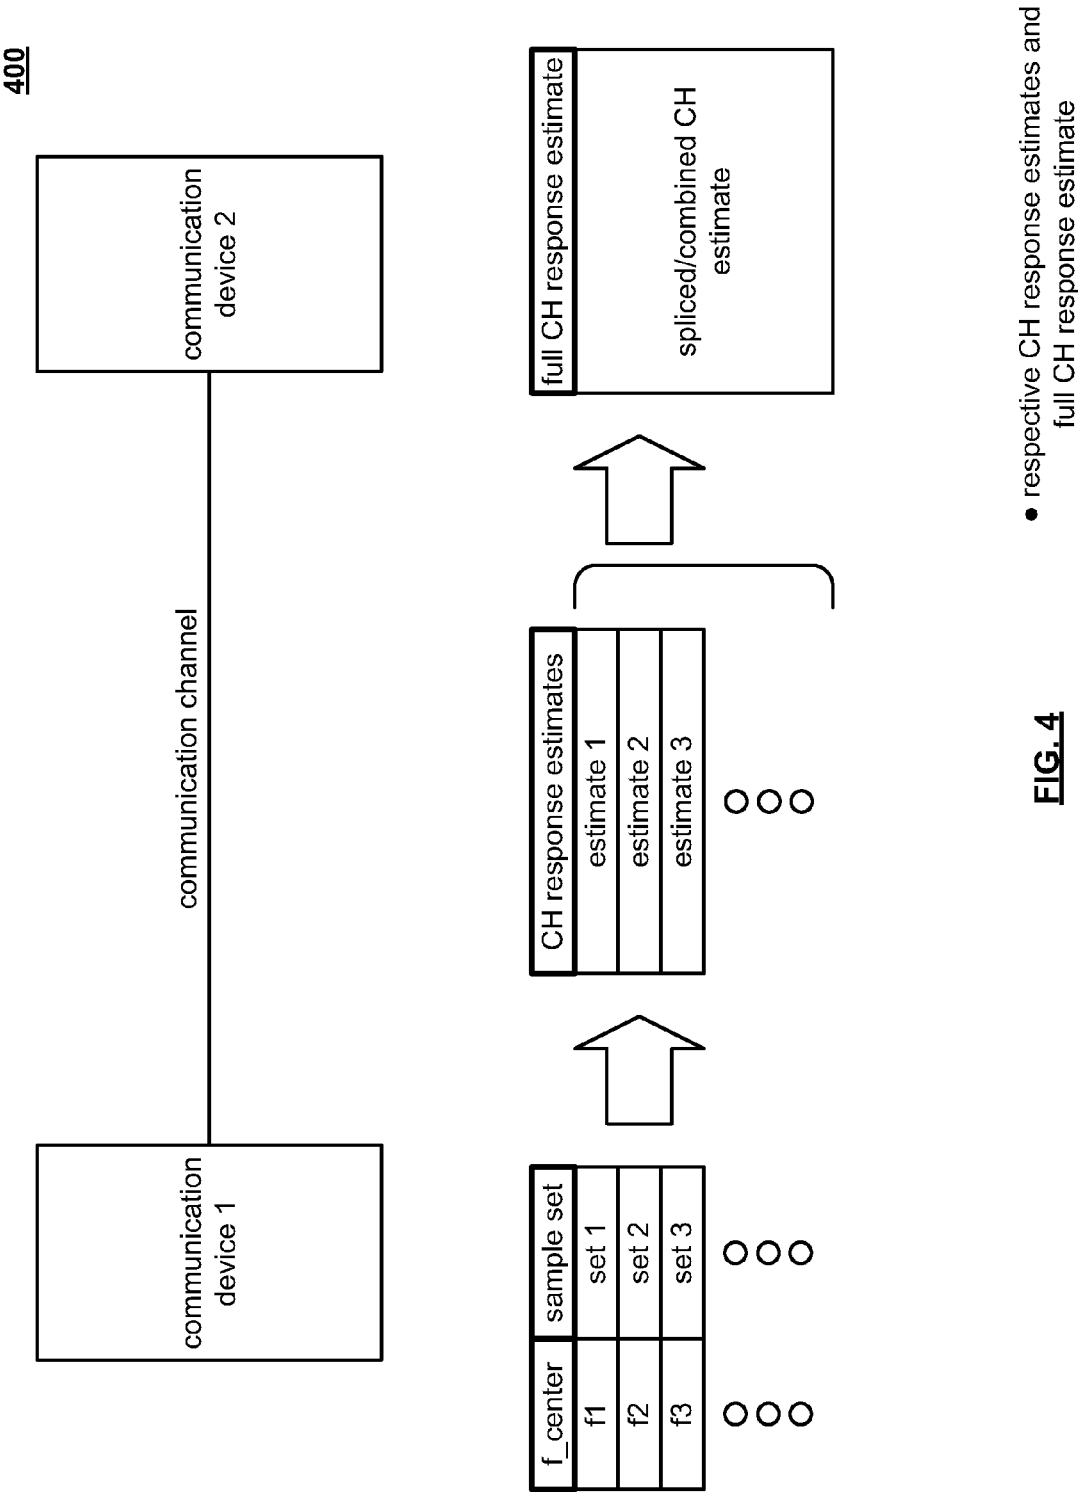 400
communication
device 1
communication channel
communication
device 2
f_center
sample set
f1
set 1
f2
set 2
f3
set 3
CH response estimates
estimate 1
estimate 2
estimate 3
full CH response estimate
spliced/combined CH
estimate
FIG. 4
● respective CH response estimates and
full CH response estimate